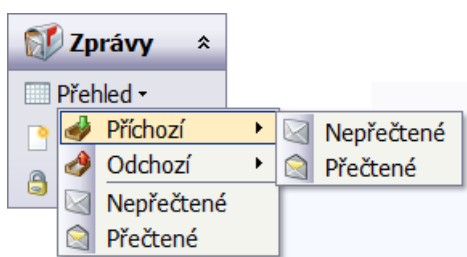 Zprávy
Přehled
Příchozí
Nepřečtené
Odchozí
Přečtené
Nepřečtené
Přečtené